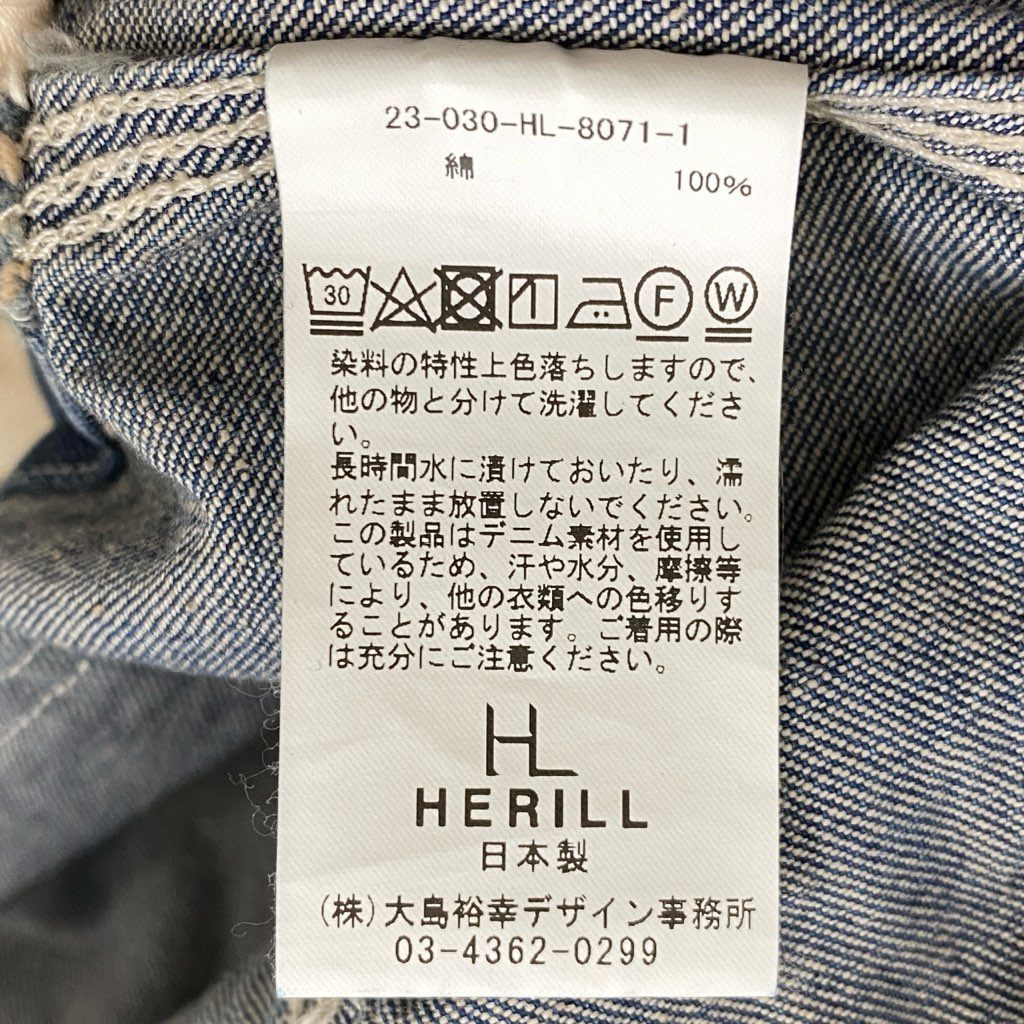 23-030-HL-8071-1
綿 100%
30
F W
染料の特性上色落ちしますので、
他の物と分けて洗濯してくださ
い。
長時間水に漬けておいたり、濡
れたまま放置しないでください。
この製品はデニム素材を使用し
ているため、汗や水分、摩擦等
により、他の衣類への色移りす
ることがあります。ご着用の際
は充分にご注意ください。
HL
HERILL
日本製
(株)大島裕幸デザイン事務所
03-4362-0299